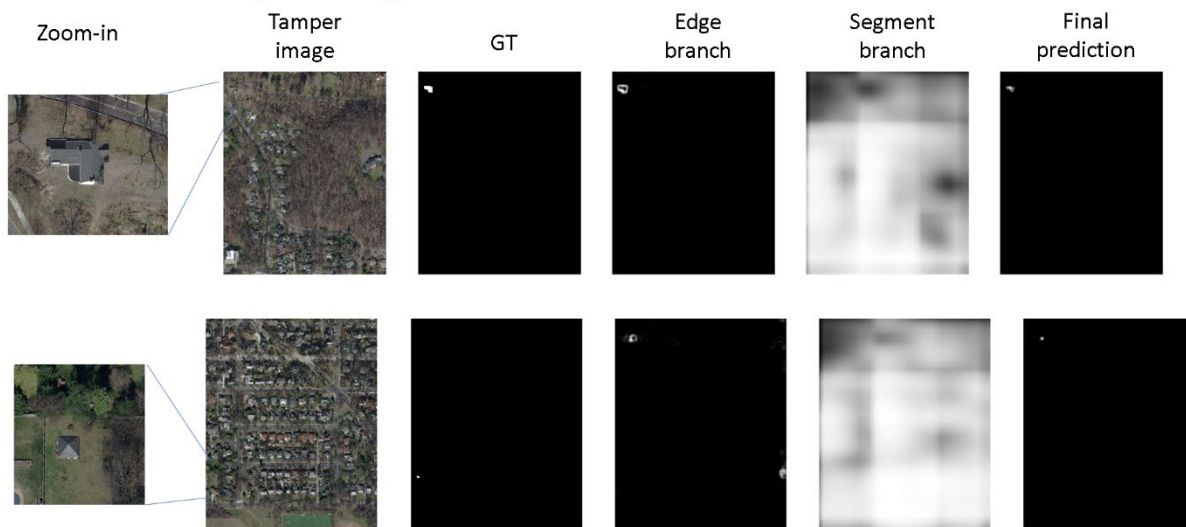 Zoom-in
Tamper
image
GT
Edge
branch
Segment
branch
Final
prediction